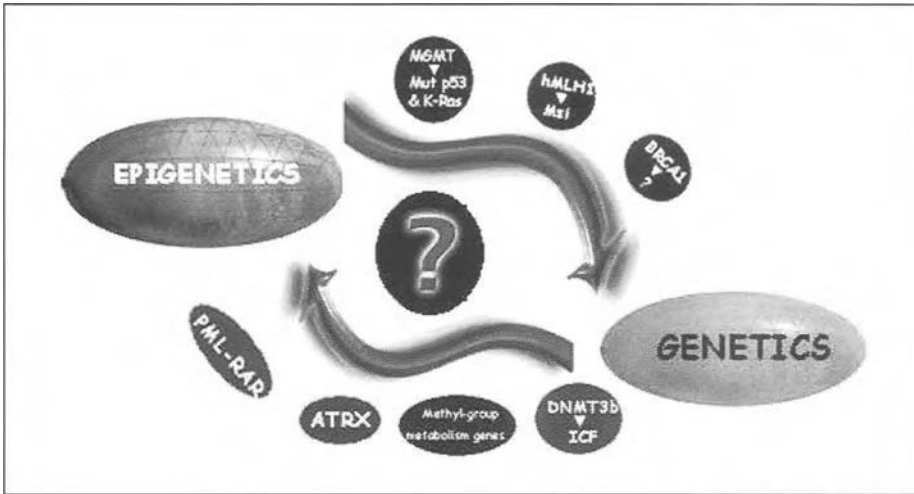 MGMT
Mut p53
& K-Ras
hMLH1
Msi
BRCA1
?
EPIGENETICS
?
GENETICS
PML-RAR
ATRX
Methyl-group
metabolism genes
DNMT3b
ICF